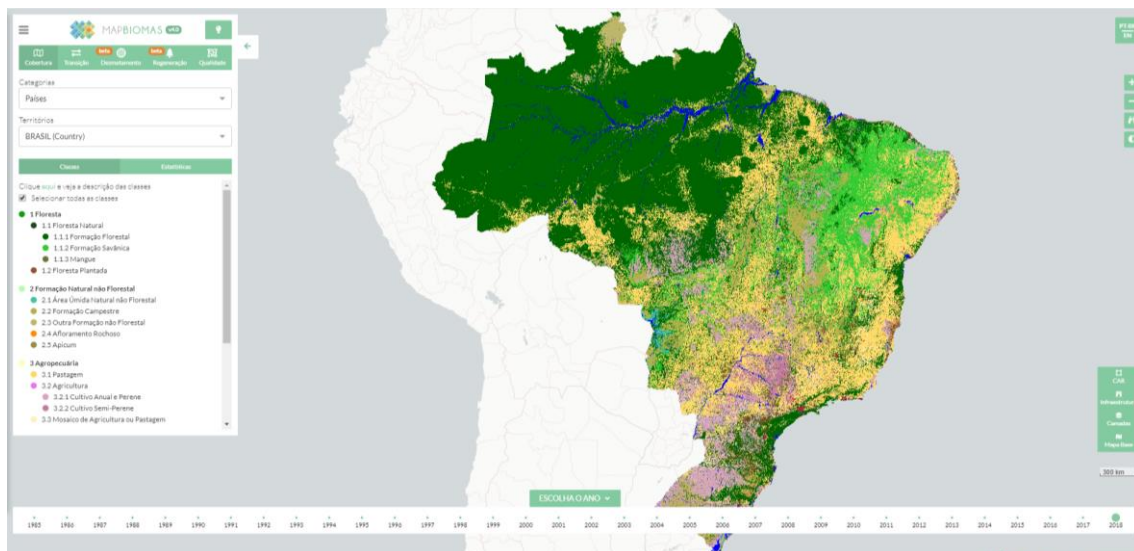 MAPBIOMAS v4.0
Cobertura
Transição
beta
Desmatamento
beta
Regeneração
Qualidade
Categorias
Países
Territórios
BRASIL (Country)
Classes
Estatísticas
Clique aqui e veja a descrição das classes
Selecionar todas as classes
1 Floresta
1.1 Floresta Natural
1.1.1 Formação Florestal
1.1.2 Formação Savânica
1.1.3 Mangue
1.2 Floresta Plantada
2 Formação Natural não Florestal
2.1 Área Úmida Natural não Florestal
2.2 Formação Campestre
2.3 Outra Formação não Florestal
2.4 Afloramento Rochoso
2.5 Apicum
3 Agropecuária
3.1 Pastagem
3.2 Agricultura
3.2.1 Cultivo Anual e Perene
3.2.2 Cultivo Semi-Perene
3.3 Mosaico de Agricultura ou Pastagem
EN
CAR
Infraestrutura
Camadas
Mapa Base
300 km
ESCOLHA O ANO
1985 1986 1987 1988 1989 1990 1991 1992 1993 1994 1995 1996 1997 1998 1999 2000 2001 2002 2003 2004 2005 2006 2007 2008 2009 2010 2011 2012 2013 2014 2015 2016 2017 2018